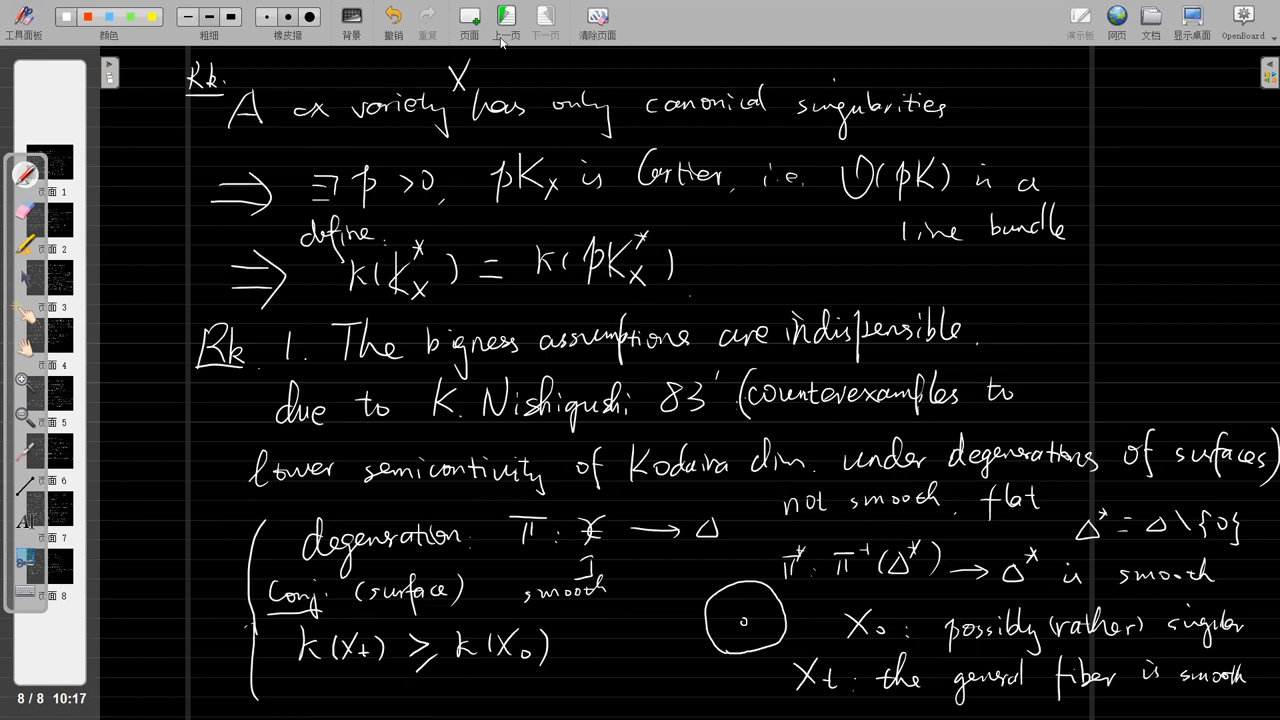 工具面板 颜色 粗细 橡皮擦 背景 撤销 重复 页面 上一页 下一页 清除页面 演示板 网页 文档 显示桌面 OpenBoard
Rk.
A cx variety X has only canonical singularities
⟹ ∃ p > 0, pK_X is Cartier, i.e. O(pK) is a
line bundle
define.
⟹ κ(K_X^*) = κ(pK_X^*)
Rk. 1. The bigness assumptions are indispensible.
due to K. Nishigushi 83' (counterexamples to
lower semicontivity of Kodaira dim. under degenerations of surfaces)
not smooth. flat
degeneration: π : X → Δ
Δ* = Δ \ {0}
π* : π⁻¹(Δ*) → Δ* is smooth
Conj. (surface)
smooth
κ(X_t) ≥ κ(X_0)
X_0 : possibly (rather) singular
X_t : the general fiber is smooth
页面 1
页面 2
页面 3
页面 4
页面 5
页面 6
页面 7
页面 8
8 / 8 10:17